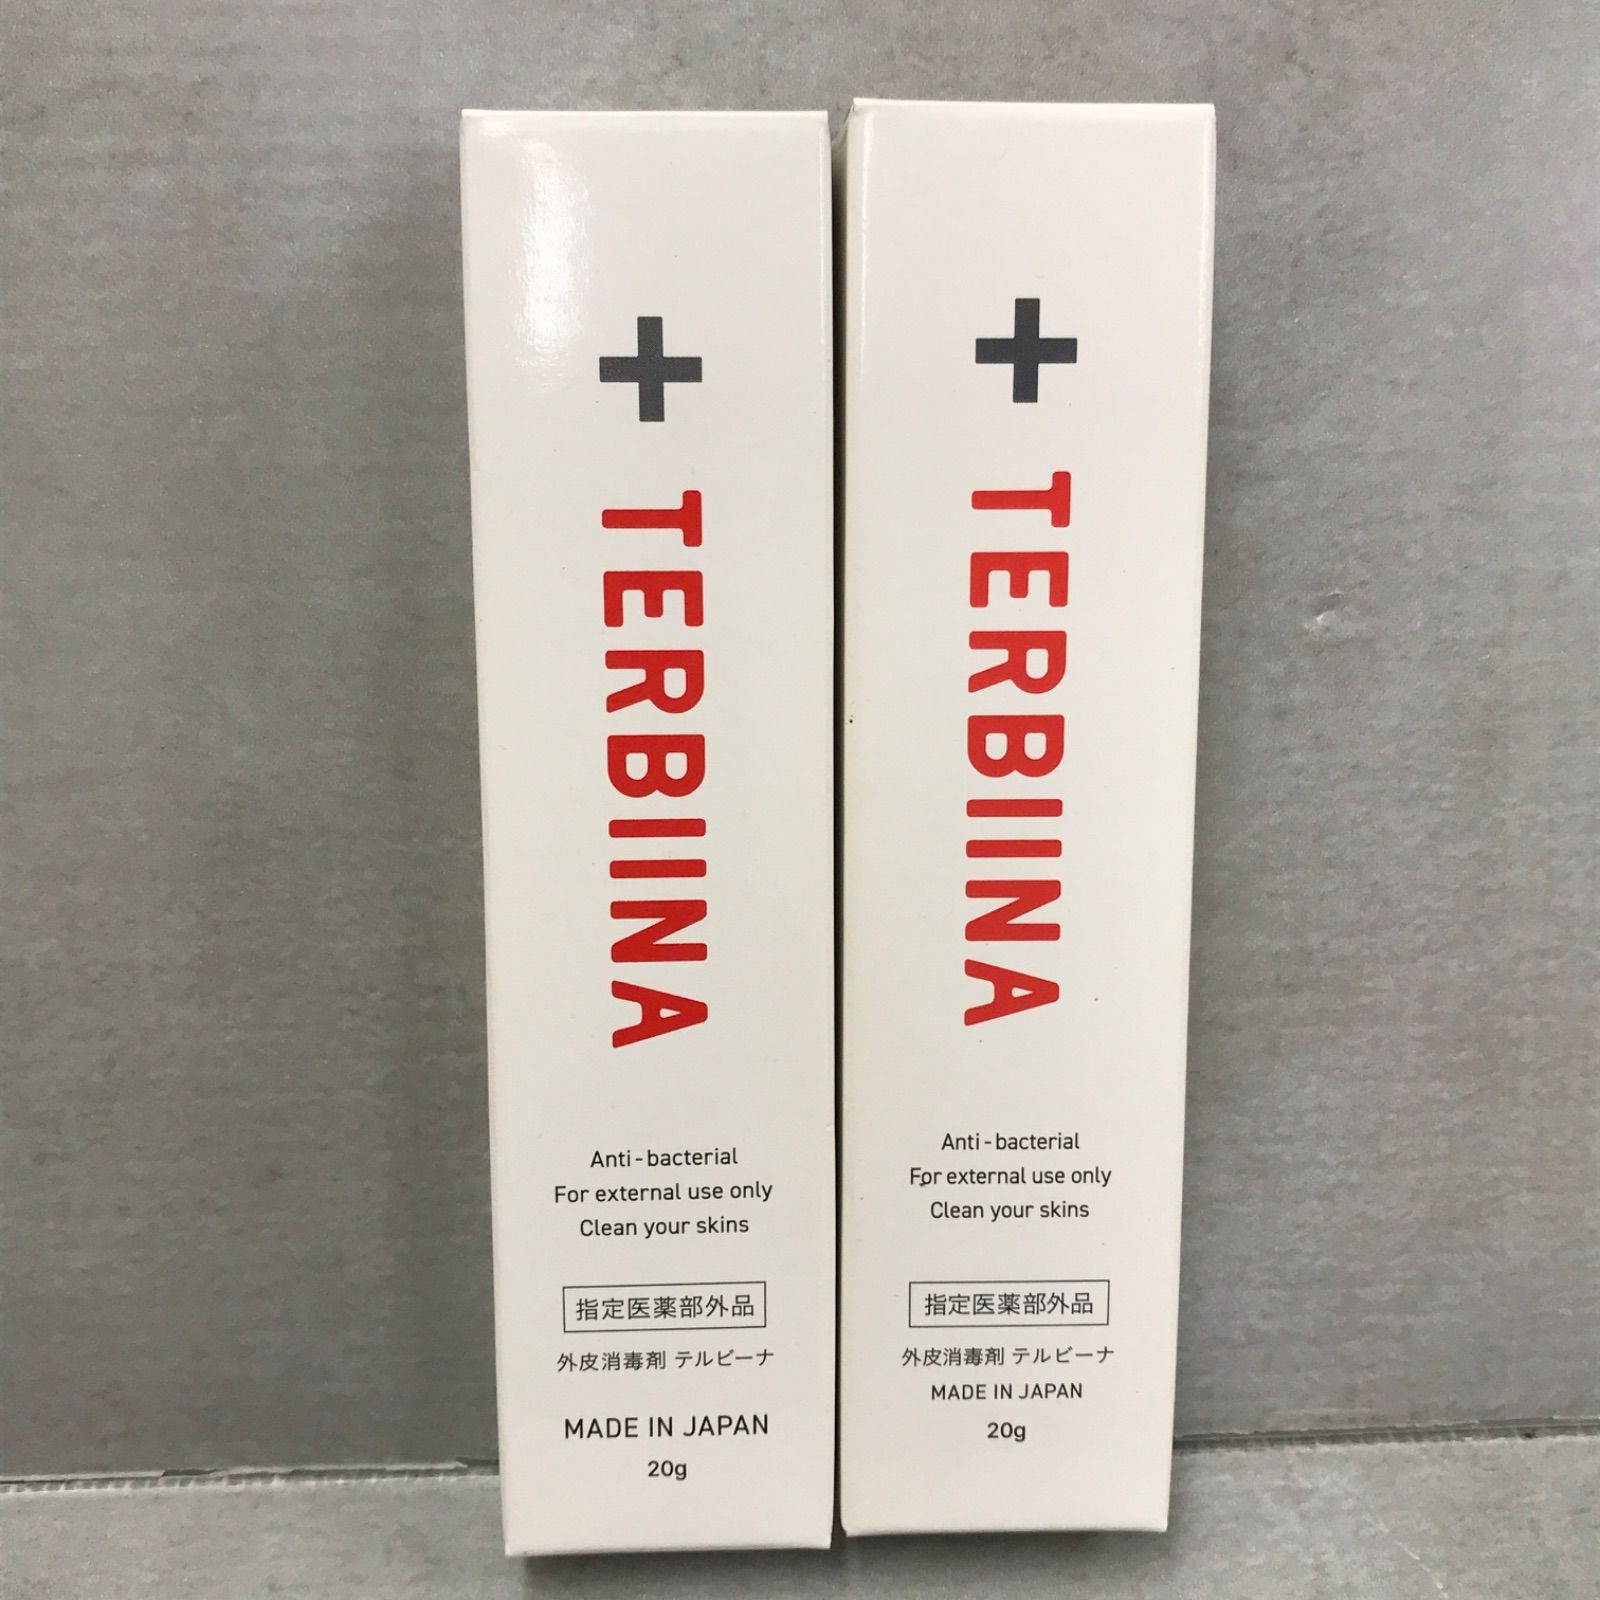 TERBIINA
Anti-bacterial
For external use only
Clean your skins
指定医薬部外品
外皮消毒剤 テルビーナ
MADE IN JAPAN
20g
TERBIINA
Anti-bacterial
For external use only
Clean your skins
指定医薬部外品
外皮消毒剤 テルビーナ
MADE IN JAPAN
20g